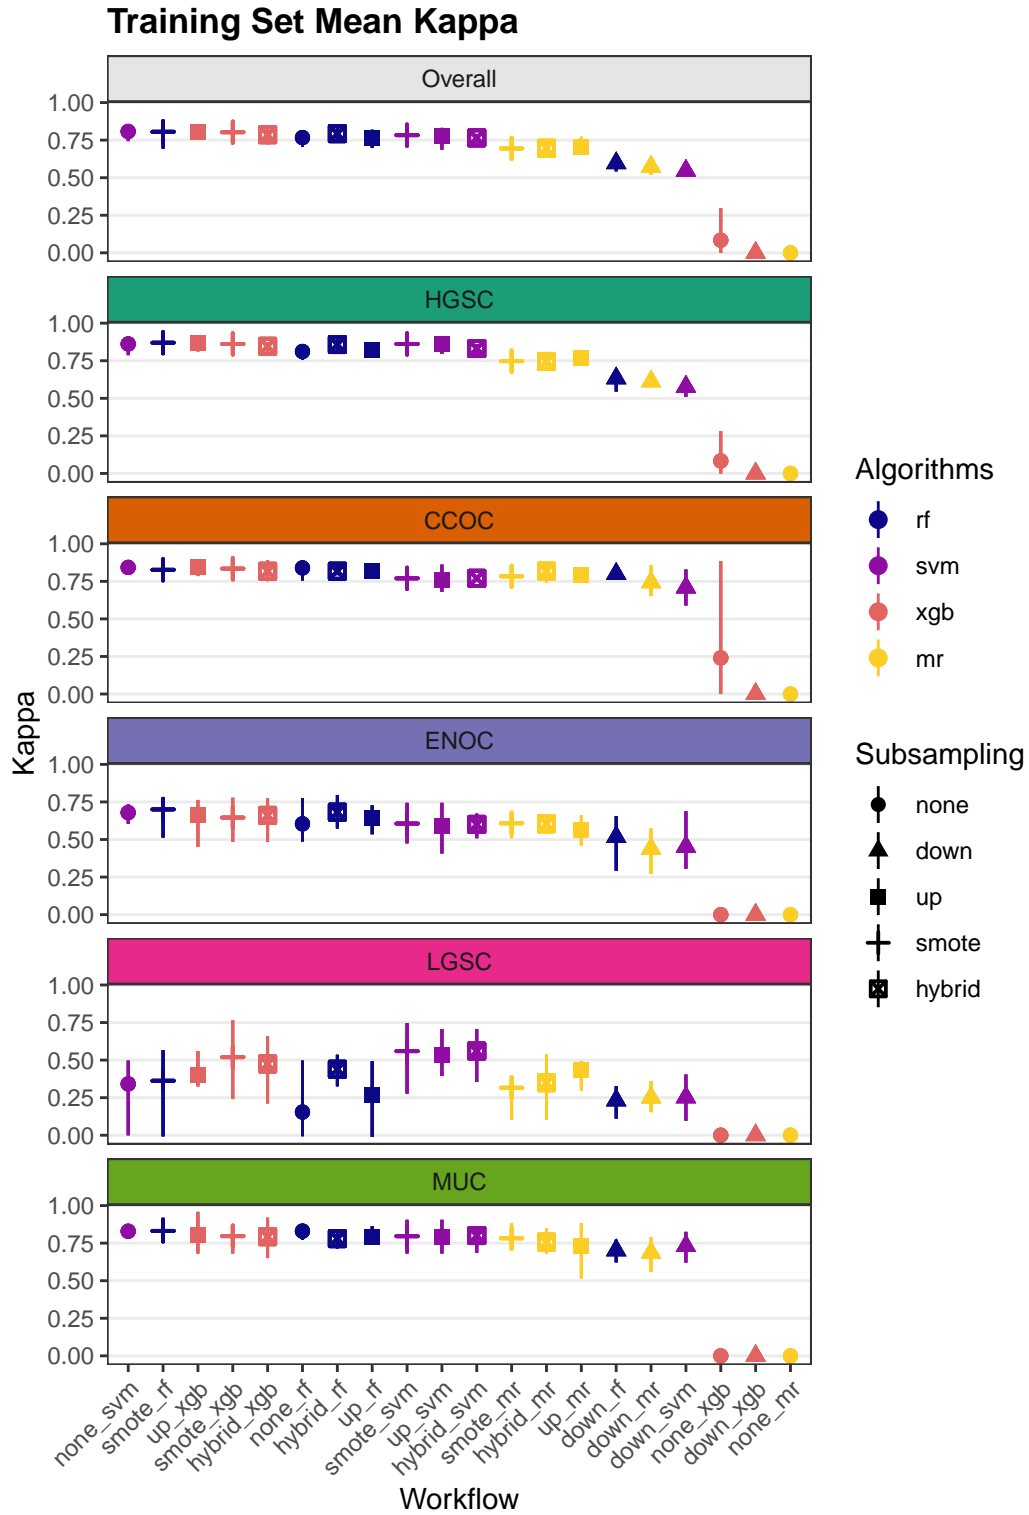 Training Set Mean Kappa
Overall
1.00
0.75
0.50
0.25
0.00
HGSC
1.00
0.75
0.50
0.25
0.00
CCOC
1.00
0.75
0.50
0.25
0.00
ENOC
1.00
0.75
0.50
0.25
0.00
LGSC
1.00
0.75
0.50
0.25
0.00
MUC
1.00
0.75
0.50
0.25
0.00
Kappa
none_svm
smote_rf
up_xgb
smote_xgb
hybrid_xgb
none_rf
hybrid_rf
up_rf
smote_svm
up_svm
hybrid_svm
smote_mr
hybrid_mr
up_mr
down_rf
down_mr
down_svm
none_xgb
down_xgb
none_mr
Workflow
Algorithms
rf
svm
xgb
mr
Subsampling
none
down
up
smote
hybrid